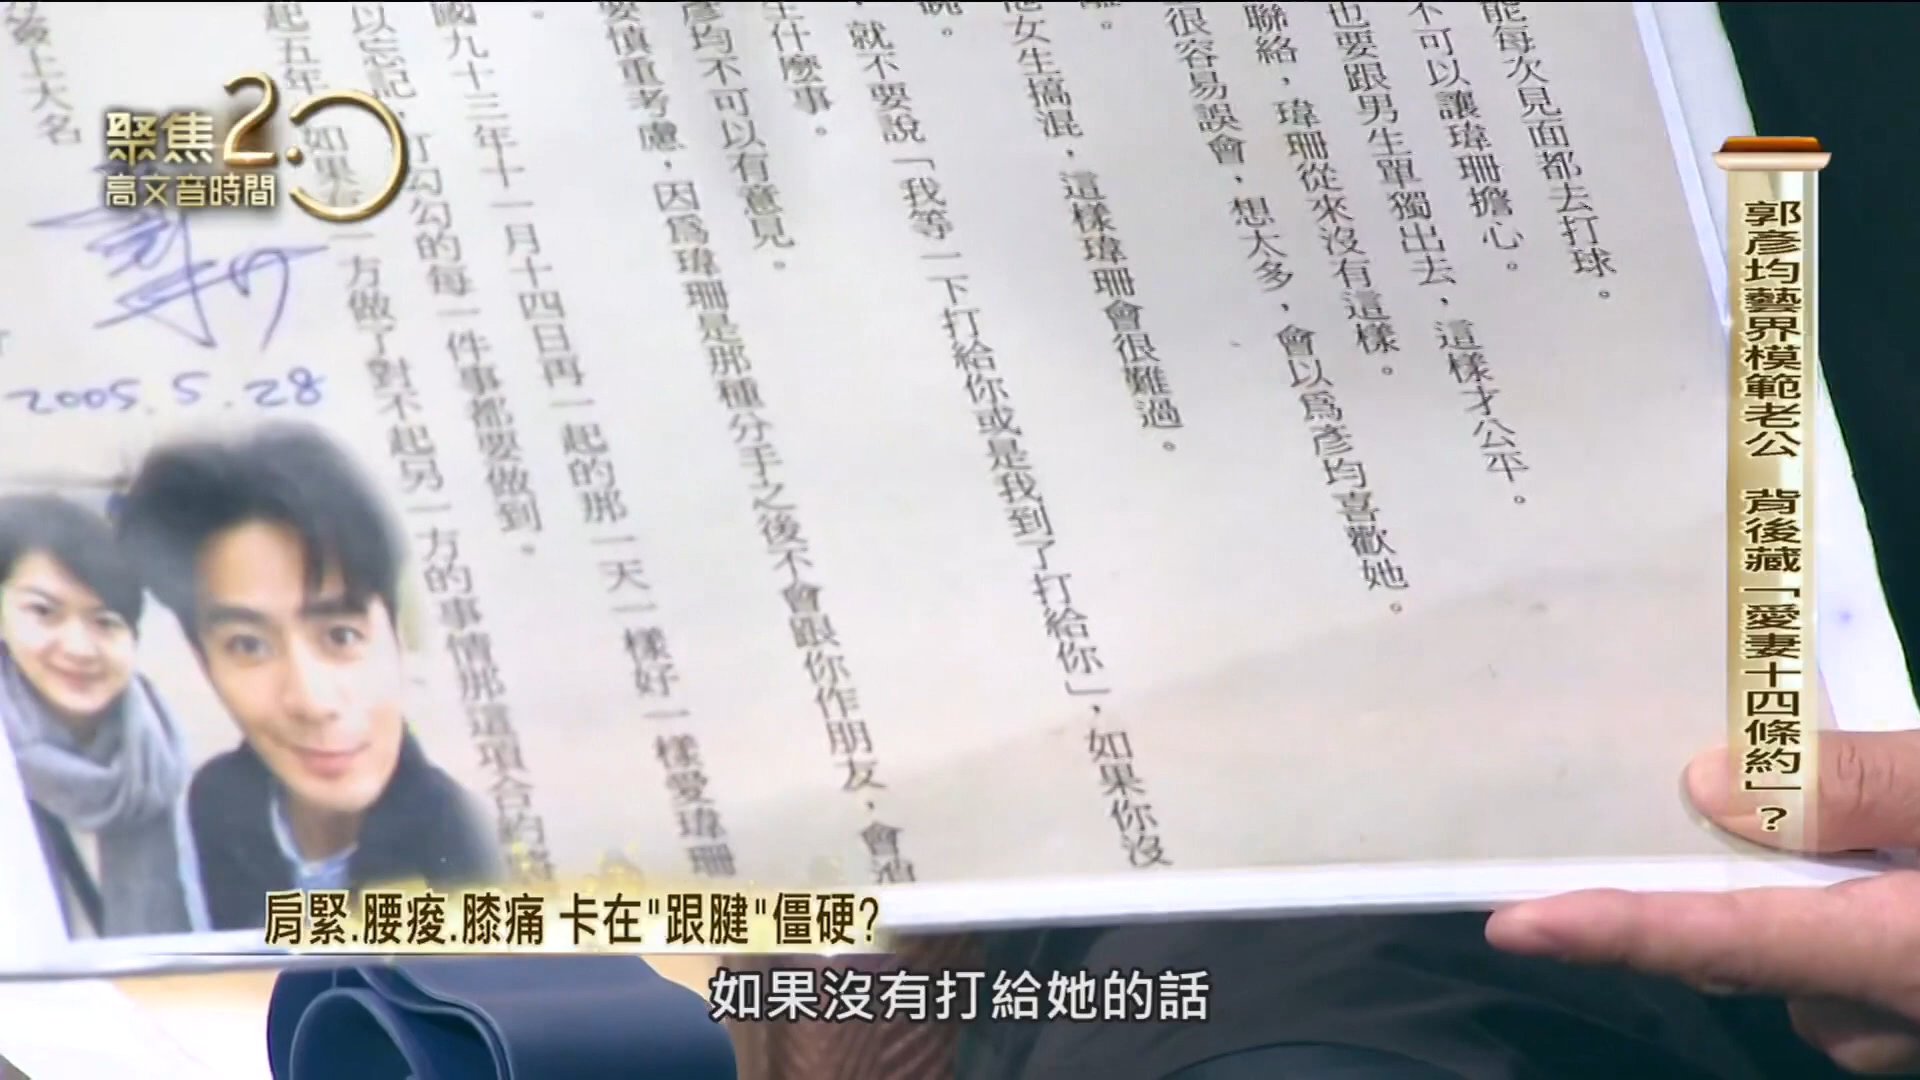 聚焦2.0
高文音時間
郭彥均藝界模範老公 背後藏「愛妻十四條約」?
能每次見面都去打球。
不可以讓瑋珊擔心。
也要跟男生單獨出去,這樣才公平。
聯絡,瑋珊從來沒有這樣。
很容易誤會,想太多,會以為彥均喜歡她。
女生搞混,這樣瑋珊會很難過。
就不要說「我等一下打給你或是我到了打給你」,如果你沒
生什麼事。
彥均不可以有意見。
要慎重考慮,因為瑋珊是那種分手之後不會跟你作朋友,會
國九十三年十一月十四日再一起的那一天一樣好一樣愛瑋珊
以忘記,打勾勾的每一件事都要做到。
起五年,如果一方做了對不起另一方的事情那這項合約
簽上大名
2005.5.28
肩緊.腰痠.膝痛 卡在"跟腱"僵硬?
如果沒有打給她的話